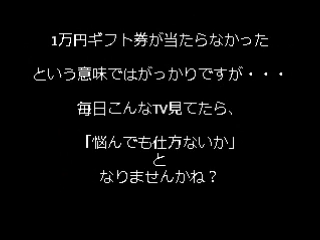 1万円ギフト券が当たらなかった
という意味ではがっかりですが・・・
毎日こんなTV見てたら、
「悩んでも仕方ないか」
と
なりませんかね？